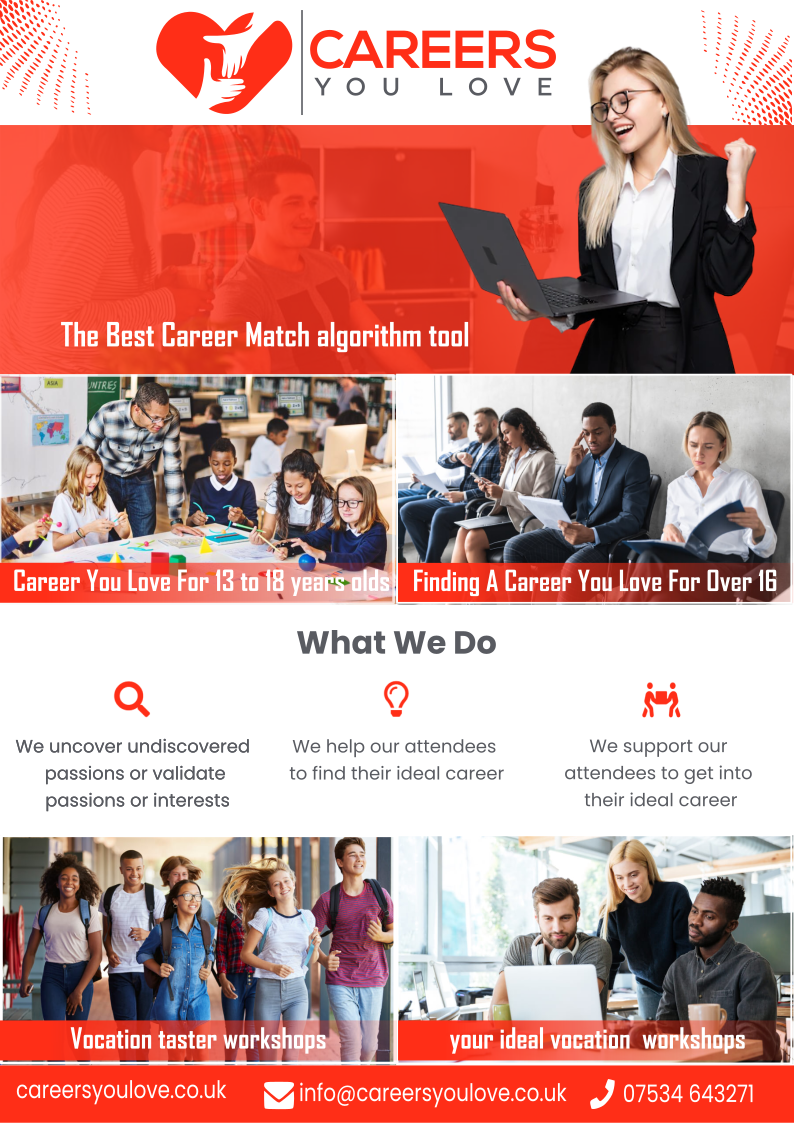 CAREERS
YOU LOVE
The Best Career Match algorithm tool
ASIA
UNTRES
Career You Love For 13 to 18 years olds
Finding A Career You Love For Over 16
What We Do
We uncover undiscovered
passions or validate
passions or interests
We help our attendees
to find their ideal career
We support our
attendees to get into
their ideal career
Vocation taster workshops
your ideal vocation workshops
careersyoulove.co.uk
info@careersyoulove.co.uk
07534 643271